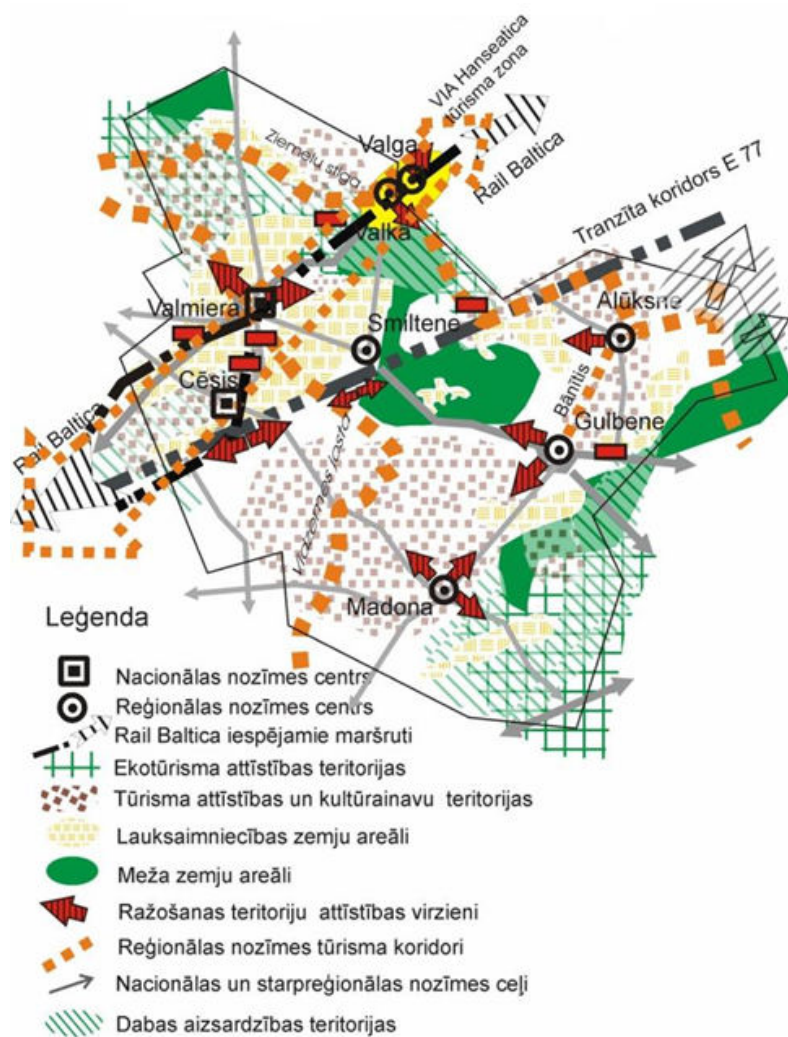 VIA Hanseatica
tūrisma zona
Valga
Ziemeļu stīga
Rail Baltica
Valka
Tranzīta koridors E 77
Valmiera
Smiltene
Alūksne
Cēsis
Bānītis
Gulbene
Rail Baltica
Vidzemes josta
Madona
Leģenda
Nacionālas nozīmes centrs
Reģionālas nozīmes centrs
Rail Baltica iespējamie maršruti
Ekotūrisma attīstības teritorijas
Tūrisma attīstības un kultūrainavu teritorijas
Lauksaimniecības zemju areāli
Meža zemju areāli
Ražošanas teritoriju attīstības virzieni
Reģionālas nozīmes tūrisma koridori
Nacionālas un starpreģionālas nozīmes ceļi
Dabas aizsardzības teritorijas